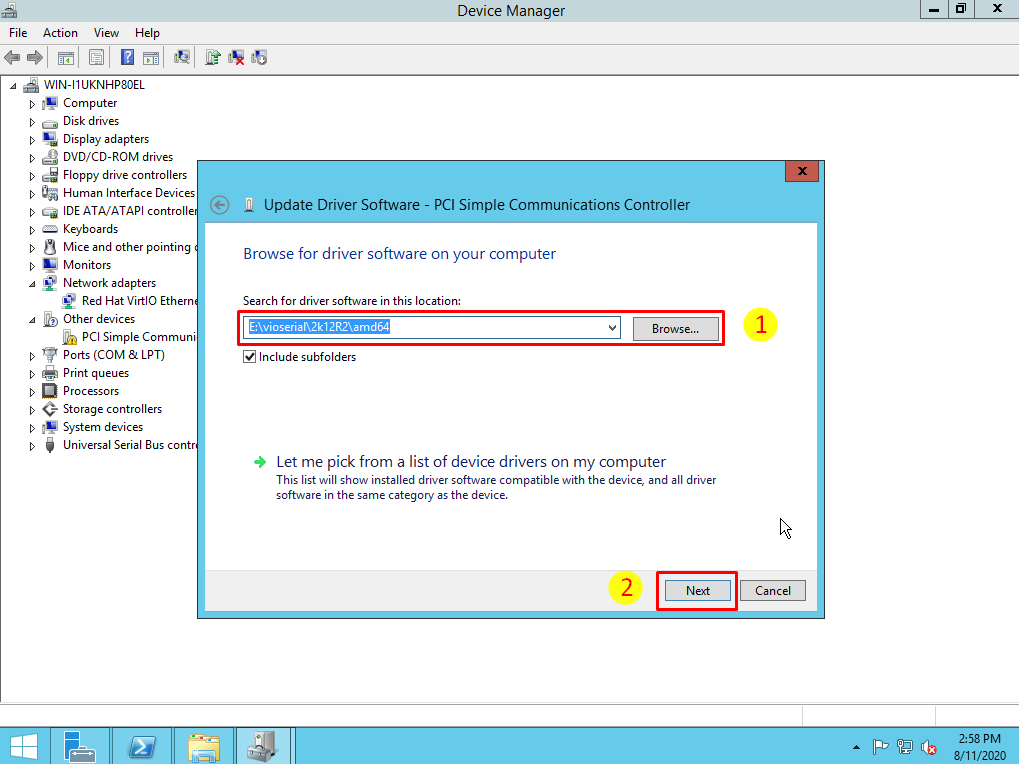 Device Manager
File Action View Help
WIN-I1UKNHP80EL
Computer
Disk drives
Display adapters
DVD/CD-ROM drives
Floppy drive controllers
Human Interface Devices
IDE ATA/ATAPI controller
Keyboards
Mice and other pointing
Monitors
Network adapters
Red Hat VirtIO Etherne
Other devices
PCI Simple Communi
Ports (COM & LPT)
Print queues
Processors
Storage controllers
System devices
Universal Serial Bus contr
Update Driver Software - PCI Simple Communications Controller
Browse for driver software on your computer
Search for driver software in this location:
E:\vioserial\2k12R2\amd64
Browse...
1
Include subfolders
Let me pick from a list of device drivers on my computer
This list will show installed driver software compatible with the device, and all driver
software in the same category as the device.
2
Next
Cancel
2:58 PM
8/11/2020